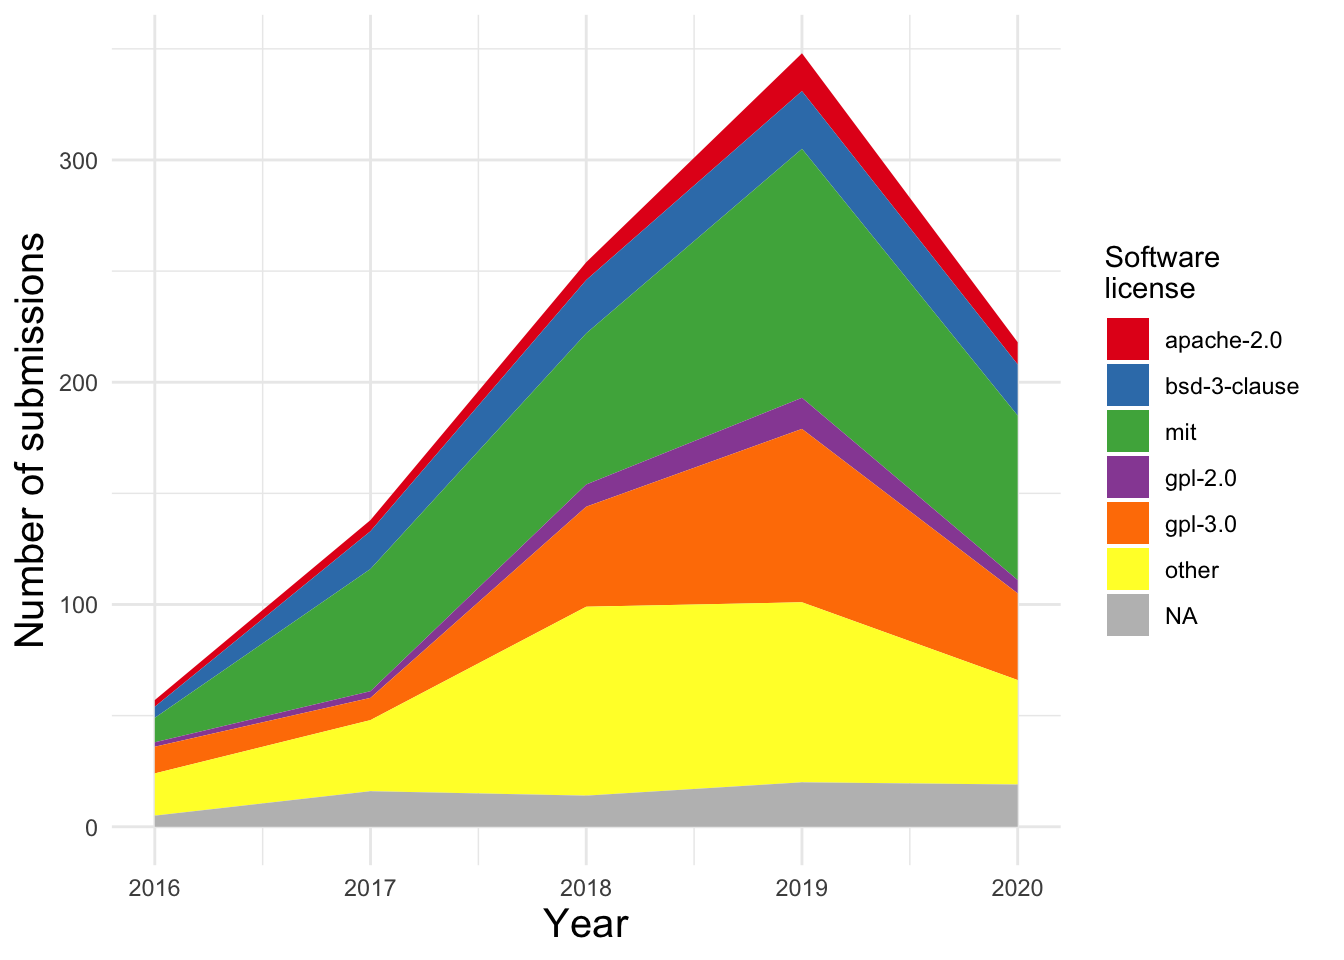 Number of submissions
300
200
100
0
2016 2017 2018 2019 2020
Year
Software
license
apache-2.0
bsd-3-clause
mit
gpl-2.0
gpl-3.0
other
NA